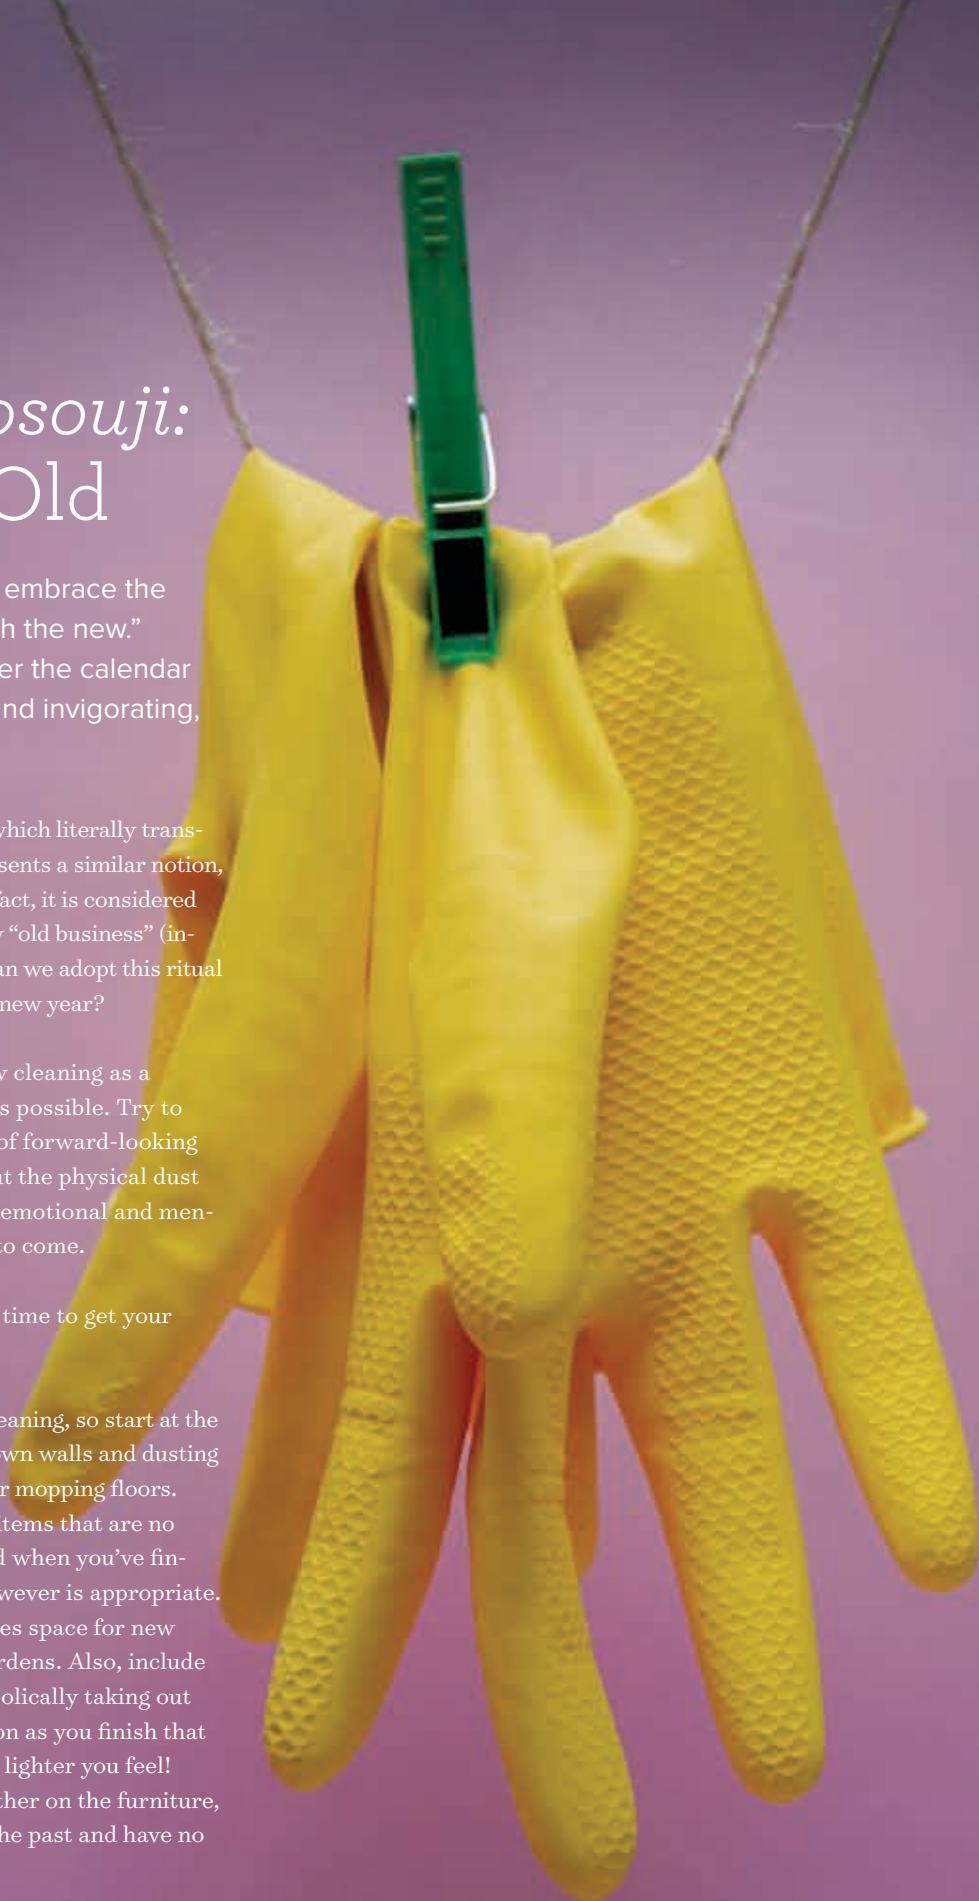 osouji:
Old
embrace the
h the new.”
er the calendar
nd invigorating,
which literally trans-
sents a similar notion,
fact, it is considered
y “old business” (in-
an we adopt this ritual
new year?
w cleaning as a
s possible. Try to
of forward-looking
ut the physical dust
emotional and men-
to come.
time to get your
eaning, so start at the
own walls and dusting
r mopping floors.
items that are no
d when you’ve fin-
wever is appropriate.
es space for new
rdens. Also, include
olically taking out
on as you finish that
lighter you feel!
ther on the furniture,
he past and have no